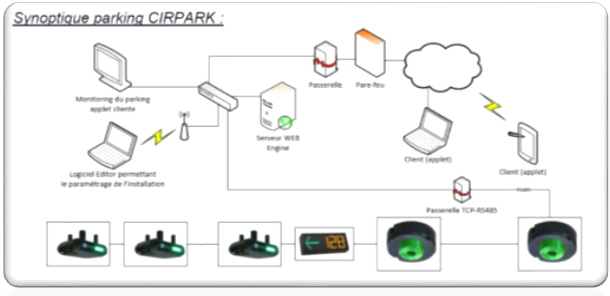 Synoptique parking CIRPARK :
Monitoring du parking
applet cliente
Passerelle
Pare-feu
Serveur WEB
Engine
Client (applet)
Client (applet)
Logiciel Editor permettant
le paramétrage de l'installation
Passerelle TCP-RS485
128